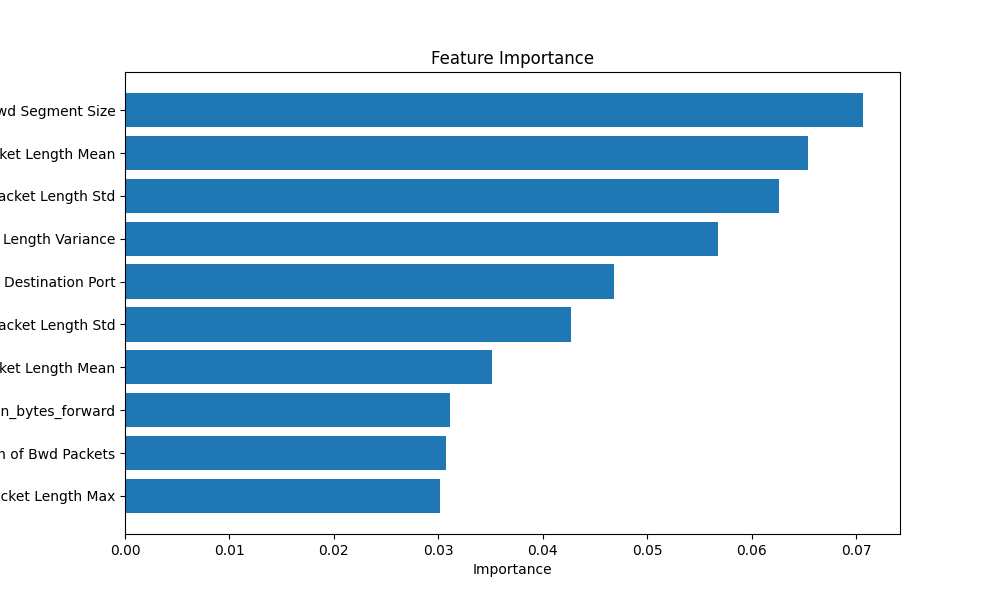 Feature Importance
wd Segment Size
ket Length Mean
acket Length Std
Length Variance
Destination Port
acket Length Std
ket Length Mean
n_bytes_forward
n of Bwd Packets
cket Length Max
0.00 0.01 0.02 0.03 0.04 0.05 0.06 0.07
Importance